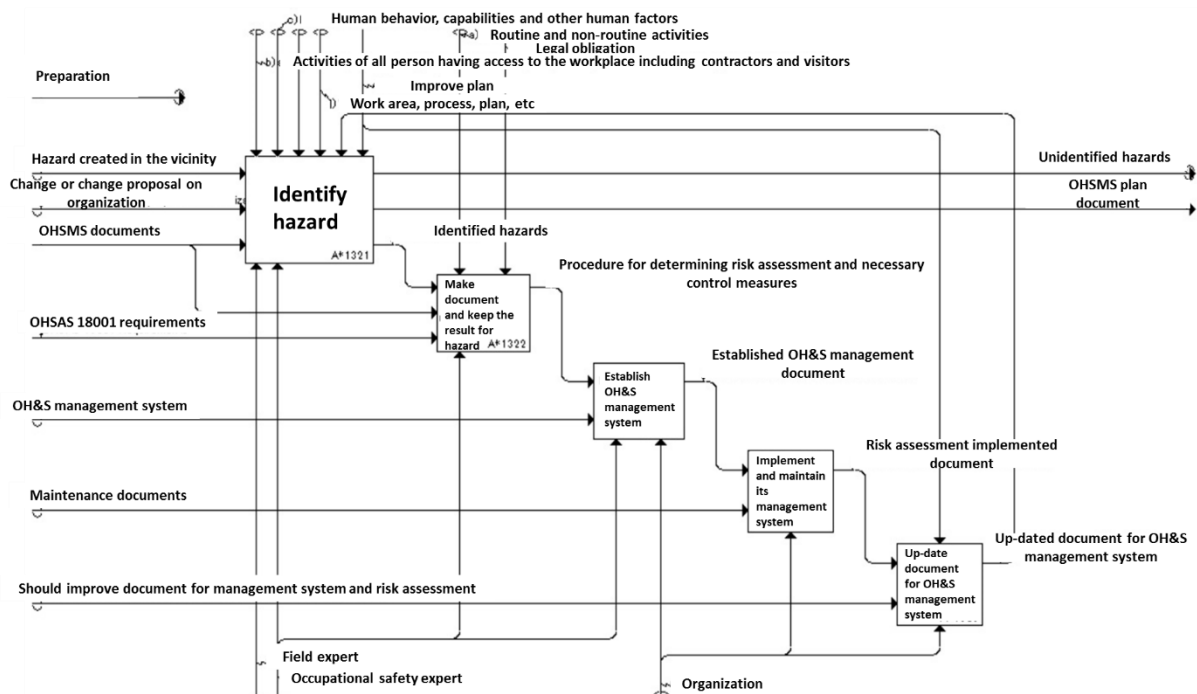 c)
Human behavior, capabilities and other human factors
a)
Routine and non-routine activities
Legal obligation
b)
Activities of all person having access to the workplace including contractors and visitors
Preparation
Improve plan
Work area, process, plan, etc
Hazard created in the vicinity
Unidentified hazards
Change or change proposal on
organization
OHSMS plan
document
Identify
hazard
A*1321
OHSMS documents
Identified hazards
Procedure for determining risk assessment and necessary
control measures
Make
document
and keep the
result for
hazard
A*1322
OHSAS 18001 requirements
Established OH&S management
document
Establish
OH&S
management
system
OH&S management system
Risk assessment implemented
document
Implement
and maintain
its
management
system
Maintenance documents
Up-dated document for OH&S
management system
Up-date
document
for OH&S
management
system
Should improve document for management system and risk assessment
Field expert
Occupational safety expert
Organization